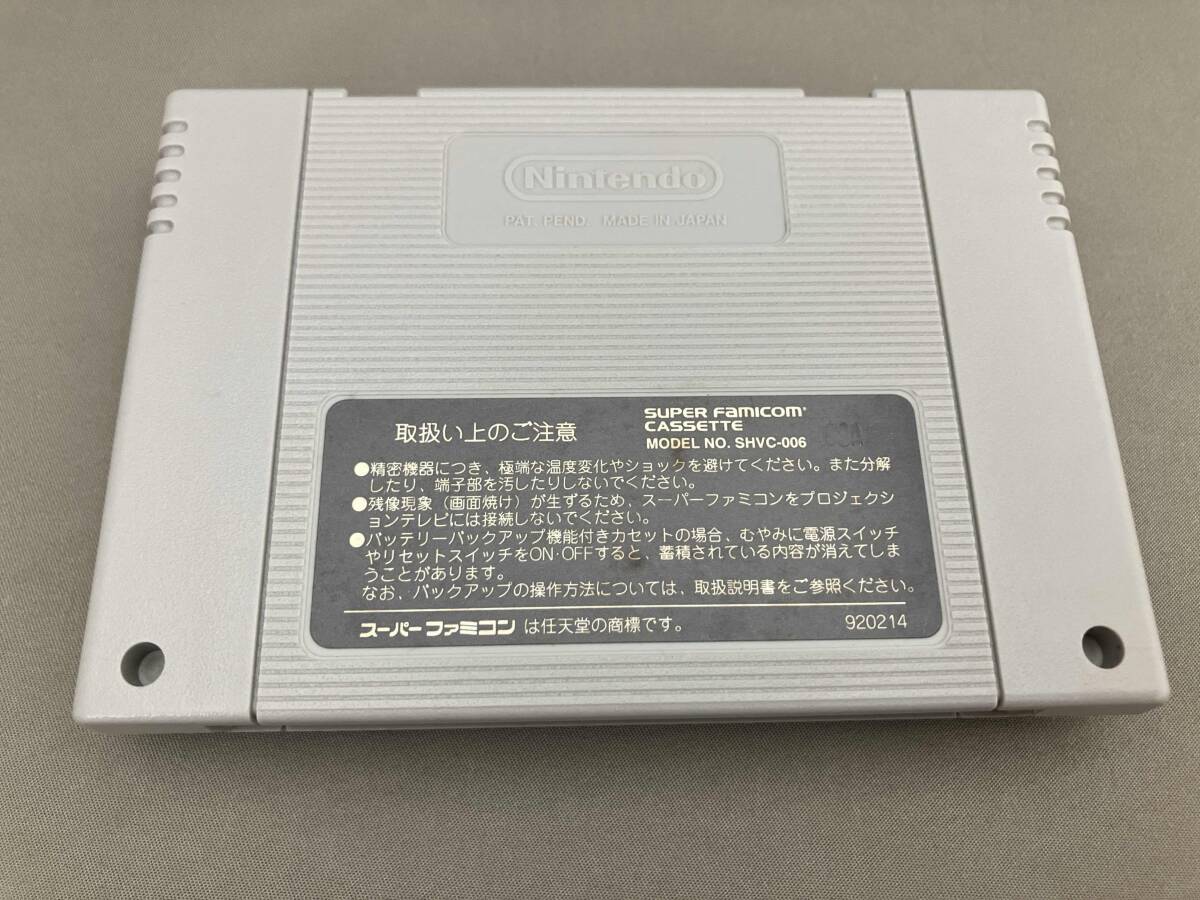 Nintendo
PAT. PEND. MADE IN JAPAN
取扱い上のご注意
SUPER FAMICOM
CASSETTE
MODEL NO. SHVC-006
●精密機器につき、極端な温度変化やショックを避けてください。また分解
したり、端子部を汚したりしないでください。
●残像現象(画面焼け)が生ずるため、スーパーファミコンをプロジェクシ
ョンテレビには接続しないでください。
●バッテリーバックアップ機能付きカセットの場合、むやみに電源スイッチ
やリセットスイッチをON·OFFすると、蓄積されている内容が消えてしま
うことがあります。
なお、バックアップの操作方法については、取扱説明書をご参照ください。
スーパーファミコン は任天堂の商標です。
920214